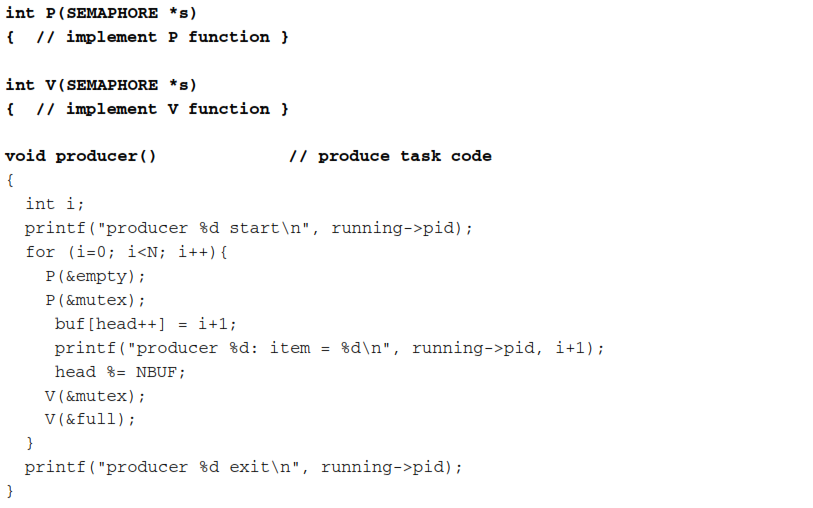 int P(SEMAPHORE *s)
{  // implement P function }
int V(SEMAPHORE *s)
{  // implement V function }
void producer()             // produce task code
{
  int i;
  printf("producer %d start\n", running->pid);
  for (i=0; i<N; i++){
    P(&empty);
    P(&mutex);
     buf[head++] = i+1;
     printf("producer %d: item = %d\n", running->pid, i+1);
     head %= NBUF;
    V(&mutex);
    V(&full);
  }
  printf("producer %d exit\n", running->pid);
}